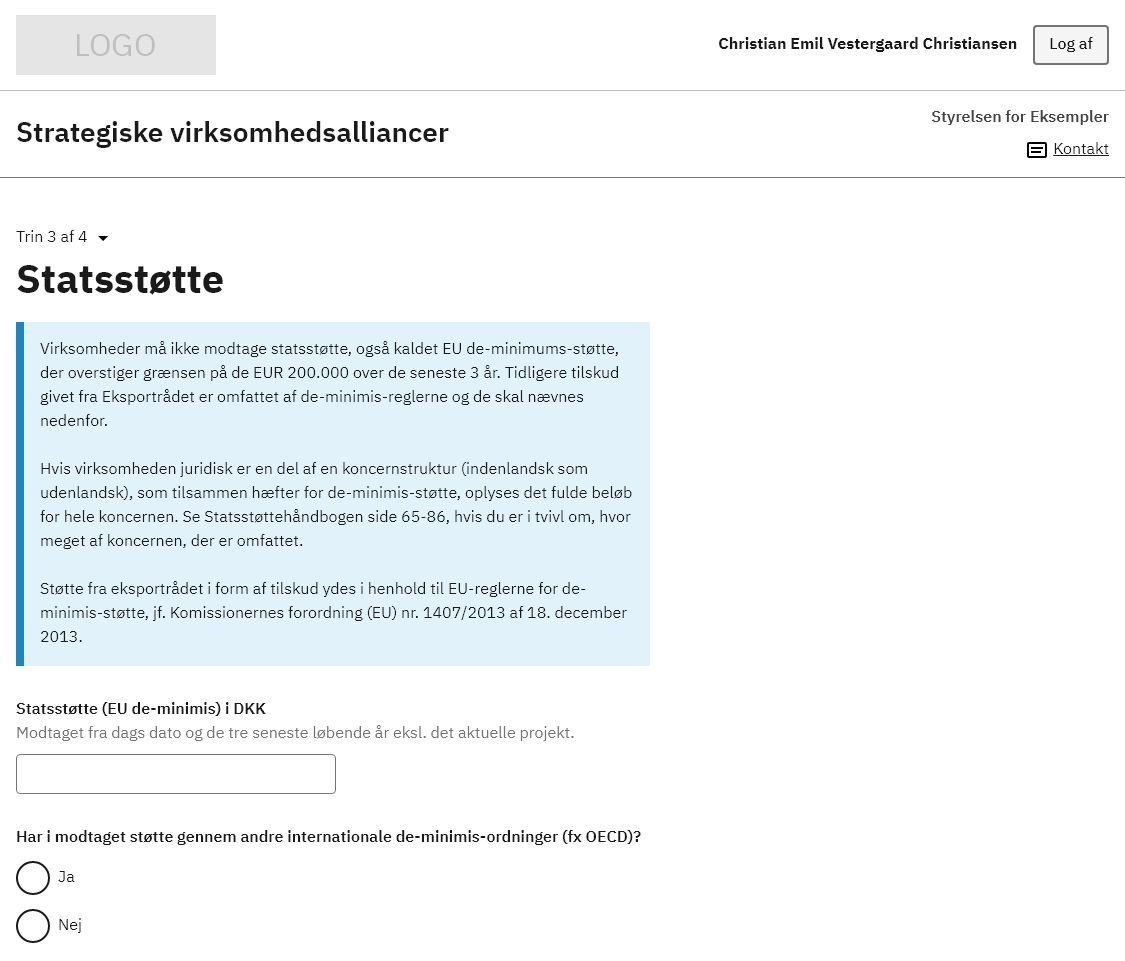 LOGO
Christian Emil Vestergaard Christiansen
Log af
Strategiske virksomhedsalliancer
Styrelsen for Eksempler
Kontakt
Trin 3 af 4
Statsstøtte
Virksomheder må ikke modtage statsstøtte, også kaldet EU de-minimums-støtte,
der overstiger grænsen på de EUR 200.000 over de seneste 3 år. Tidligere tilskud
givet fra Eksportrådet er omfattet af de-minimis-reglerne og de skal nævnes
nedenfor.
Hvis virksomheden juridisk er en del af en koncernstruktur (indenlandsk som
udenlandsk), som tilsammen hæfter for de-minimis-støtte, oplyses det fulde beløb
for hele koncernen. Se Statsstøttehåndbogen side 65-86, hvis du er i tvivl om, hvor
meget af koncernen, der er omfattet.
Støtte fra eksportrådet i form af tilskud ydes i henhold til EU-reglerne for de-
minimis-støtte, jf. Komissionernes forordning (EU) nr. 1407/2013 af 18. december
2013.
Statsstøtte (EU de-minimis) i DKK
Modtaget fra dags dato og de tre seneste løbende år eksl. det aktuelle projekt.
Har i modtaget støtte gennem andre internationale de-minimis-ordninger (fx OECD)?
Ja
Nej